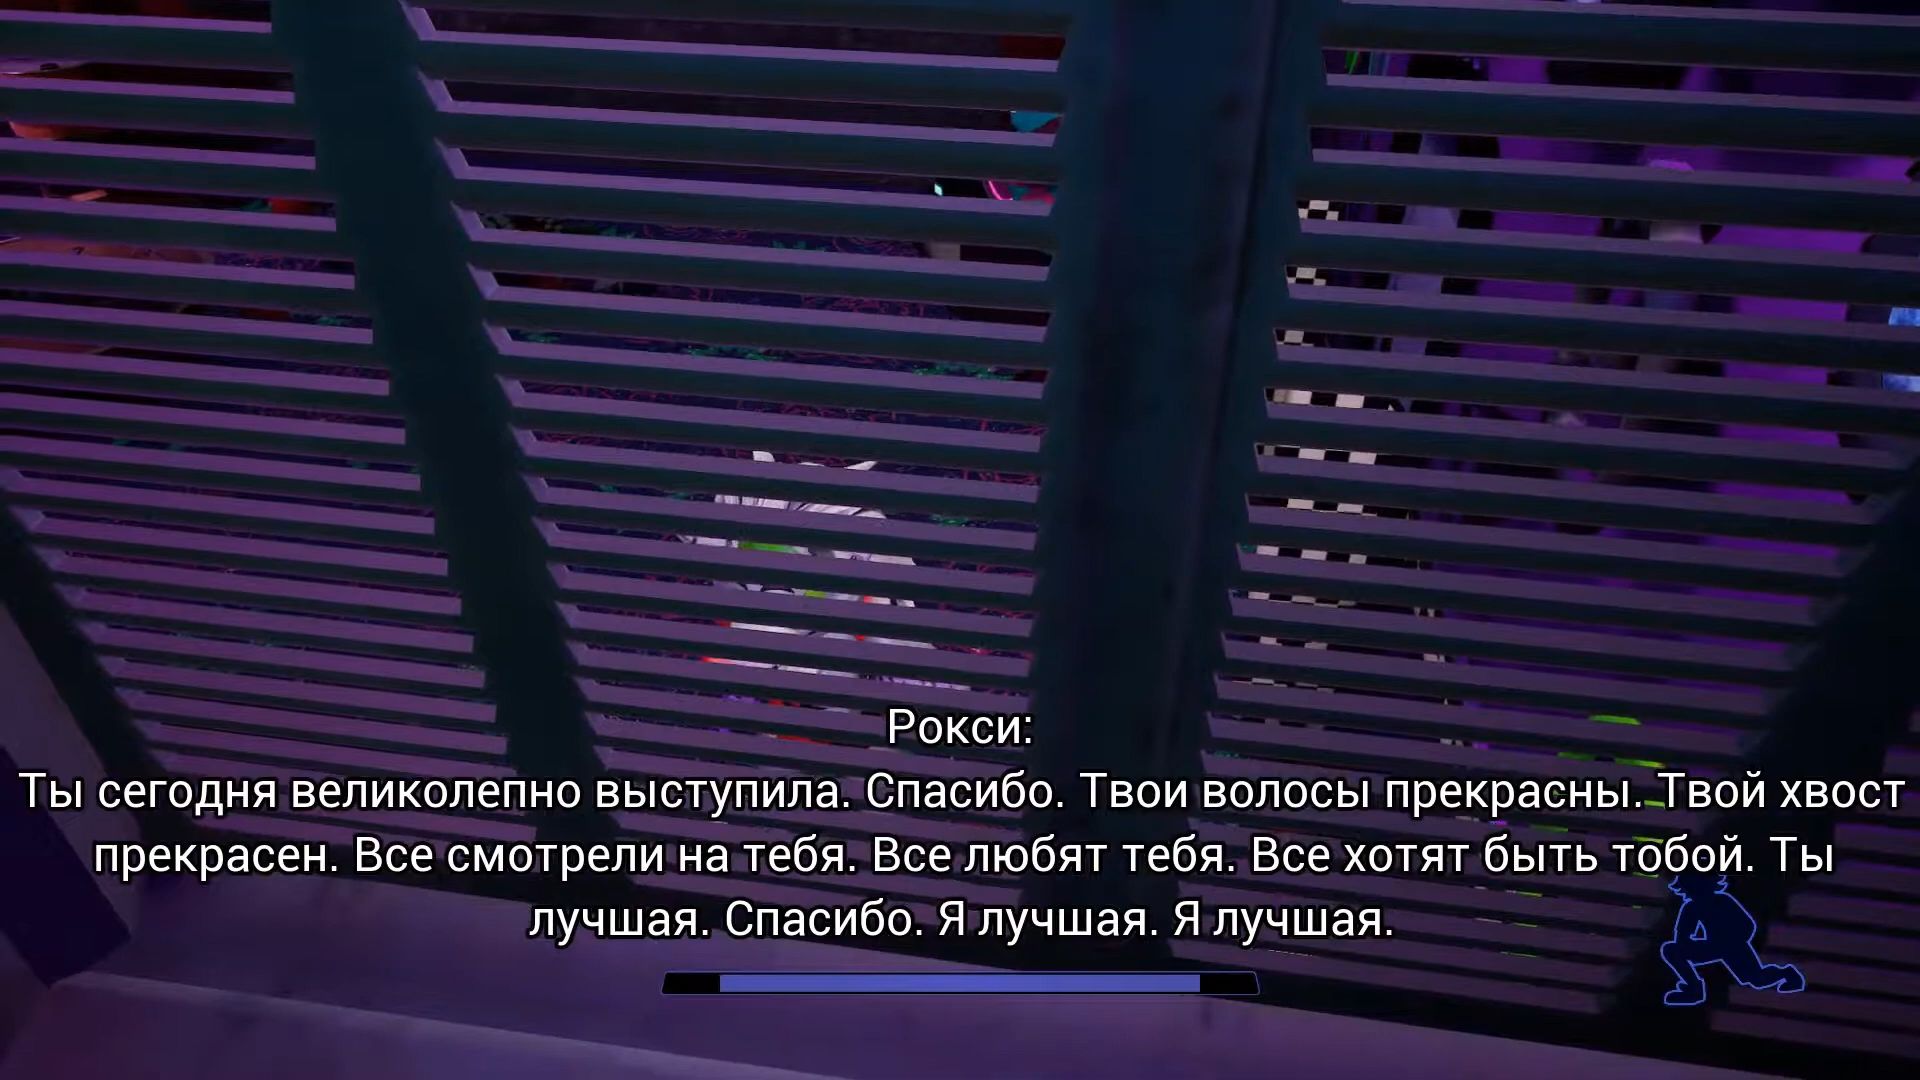 Рокси:
Ты сегодня великолепно выступила. Спасибо. Твои волосы прекрасны. Твой хвост
прекрасен. Все смотрели на тебя. Все любят тебя. Все хотят быть тобой. Ты
лучшая. Спасибо. Я лучшая. Я лучшая.